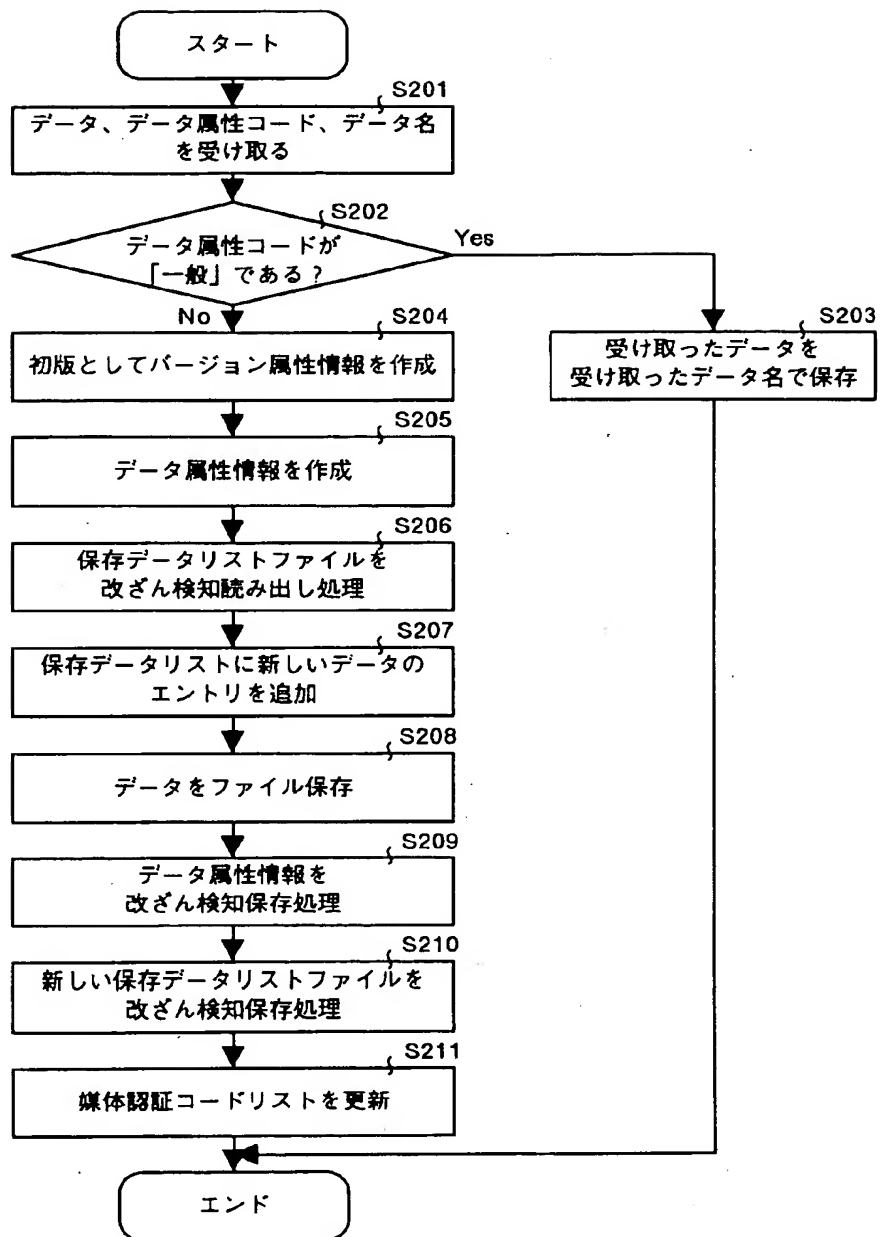 スタート
S201
データ、データ属性コード、データ名
を受け取る
S202
データ属性コードが
「一般」である？
Yes
No
S204
初版としてバージョン属性情報を作成
S203
受け取ったデータを
受け取ったデータ名で保存
S205
データ属性情報を作成
S206
保存データリストファイルを
改ざん検知読み出し処理
S207
保存データリストに新しいデータの
エントリを追加
S208
データをファイル保存
S209
データ属性情報を
改ざん検知保存処理
S210
新しい保存データリストファイルを
改ざん検知保存処理
S211
媒体認証コードリストを更新
エンド